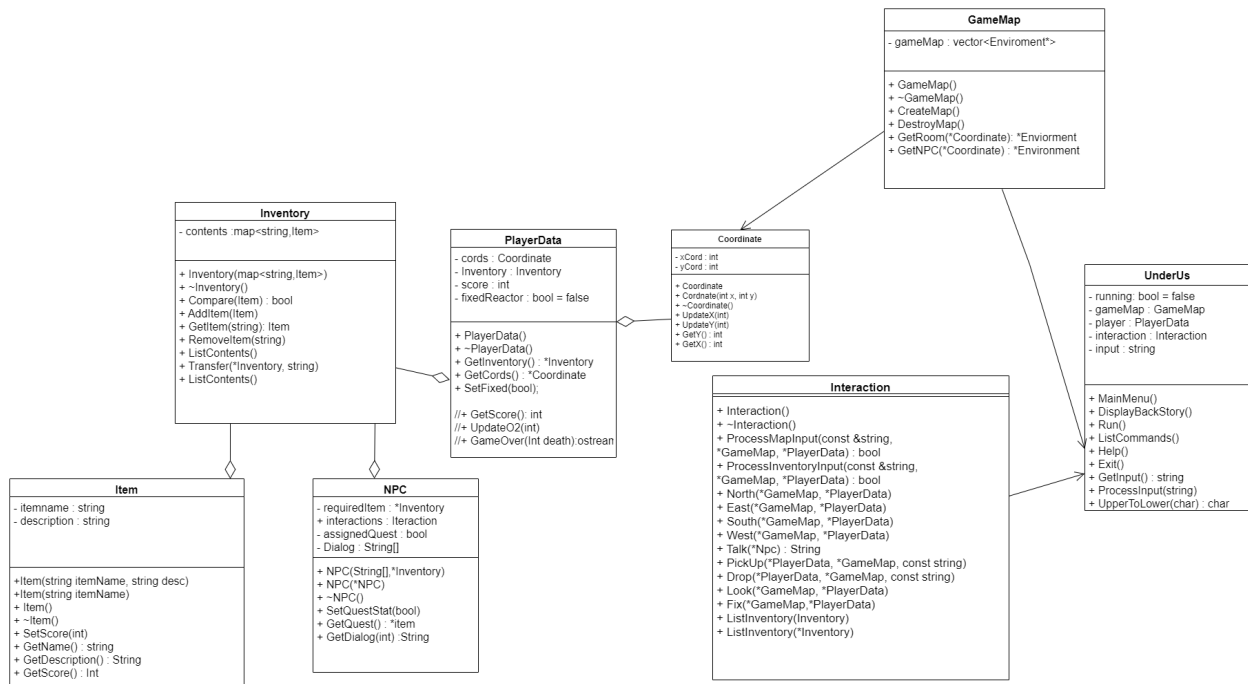 GameMap
- gameMap : vector<Enviroment*>
+ GameMap()
+ ~GameMap()
+ CreateMap()
+ DestroyMap()
+ GetRoom(*Coordinate): *Enviorment
+ GetNPC(*Coordinate) : *Environment
Inventory
- contents :map<string,Item>
+ Inventory(map<string,Item>)
+ ~Inventory()
+ Compare(Item) : bool
+ AddItem(Item)
+ GetItem(string): Item
+ RemoveItem(string)
+ ListContents()
+ Transfer(*Inventory, string)
+ ListContents()
PlayerData
- cords : Coordinate
- Inventory : Inventory
- score : int
- fixedReactor : bool = false
+ PlayerData()
+ ~PlayerData()
+ GetInventory() : *Inventory
+ GetCords() : *Coordinate
+ SetFixed(bool);
//+ GetScore(): int
//+ UpdateO2(int)
//+ GameOver(Int death):ostream
Coordinate
- xCord : int
- yCord : int
+ Coordinate
+ Cordnate(int x, int y)
+ ~Coordinate()
+ UpdateX(int)
+ UpdateY(int)
+ GetY() : int
+ GetX() : int
UnderUs
- running: bool = false
- gameMap : GameMap
- player : PlayerData
- interaction : Interaction
- input : string
+ MainMenu()
+ DisplayBackStory()
+ Run()
+ ListCommands()
+ Help()
+ Exit()
+ GetInput() : string
+ ProcessInput(string)
+ UpperToLower(char) : char
Interaction
+ Interaction()
+ ~Interaction()
+ ProcessMapInput(const &string,
*GameMap, *PlayerData) : bool
+ ProcessInventoryInput(const &string,
*GameMap, *PlayerData) : bool
+ North(*GameMap, *PlayerData)
+ East(*GameMap, *PlayerData)
+ South(*GameMap, *PlayerData)
+ West(*GameMap, *PlayerData)
+ Talk(*Npc) : String
+ PickUp(*PlayerData, *GameMap, const string)
+ Drop(*PlayerData, *GameMap, const string)
+ Look(*GameMap, *PlayerData)
+ Fix(*GameMap,*PlayerData)
+ ListInventory(Inventory)
+ ListInventory(*Inventory)
Item
- itemname : string
- description : string
+Item(string itemName, string desc)
+Item(string itemName)
+ Item()
+ ~Item()
+ SetScore(int)
+ GetName() : string
+ GetDescription() : String
+ GetScore() : Int
NPC
- requiredItem : *Inventory
+ interactions : Iteraction
- assignedQuest : bool
- Dialog : String[]
+ NPC(String[],*Inventory)
+ NPC(*NPC)
+ ~NPC()
+ SetQuestStat(bool)
+ GetQuest() : *item
+ GetDialog(int) :String